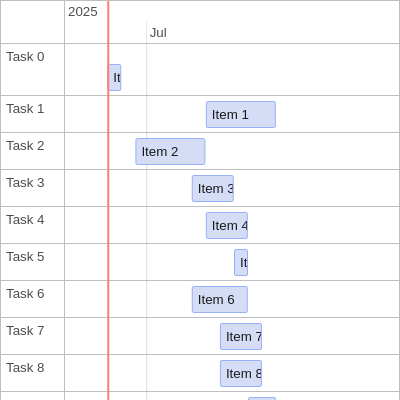 2025
Jul
Task 0
It
Task 1
Item 1
Task 2
Item 2
Task 3
Item 3
Task 4
Item 4
Task 5
It
Task 6
Item 6
Task 7
Item 7
Task 8
Item 8